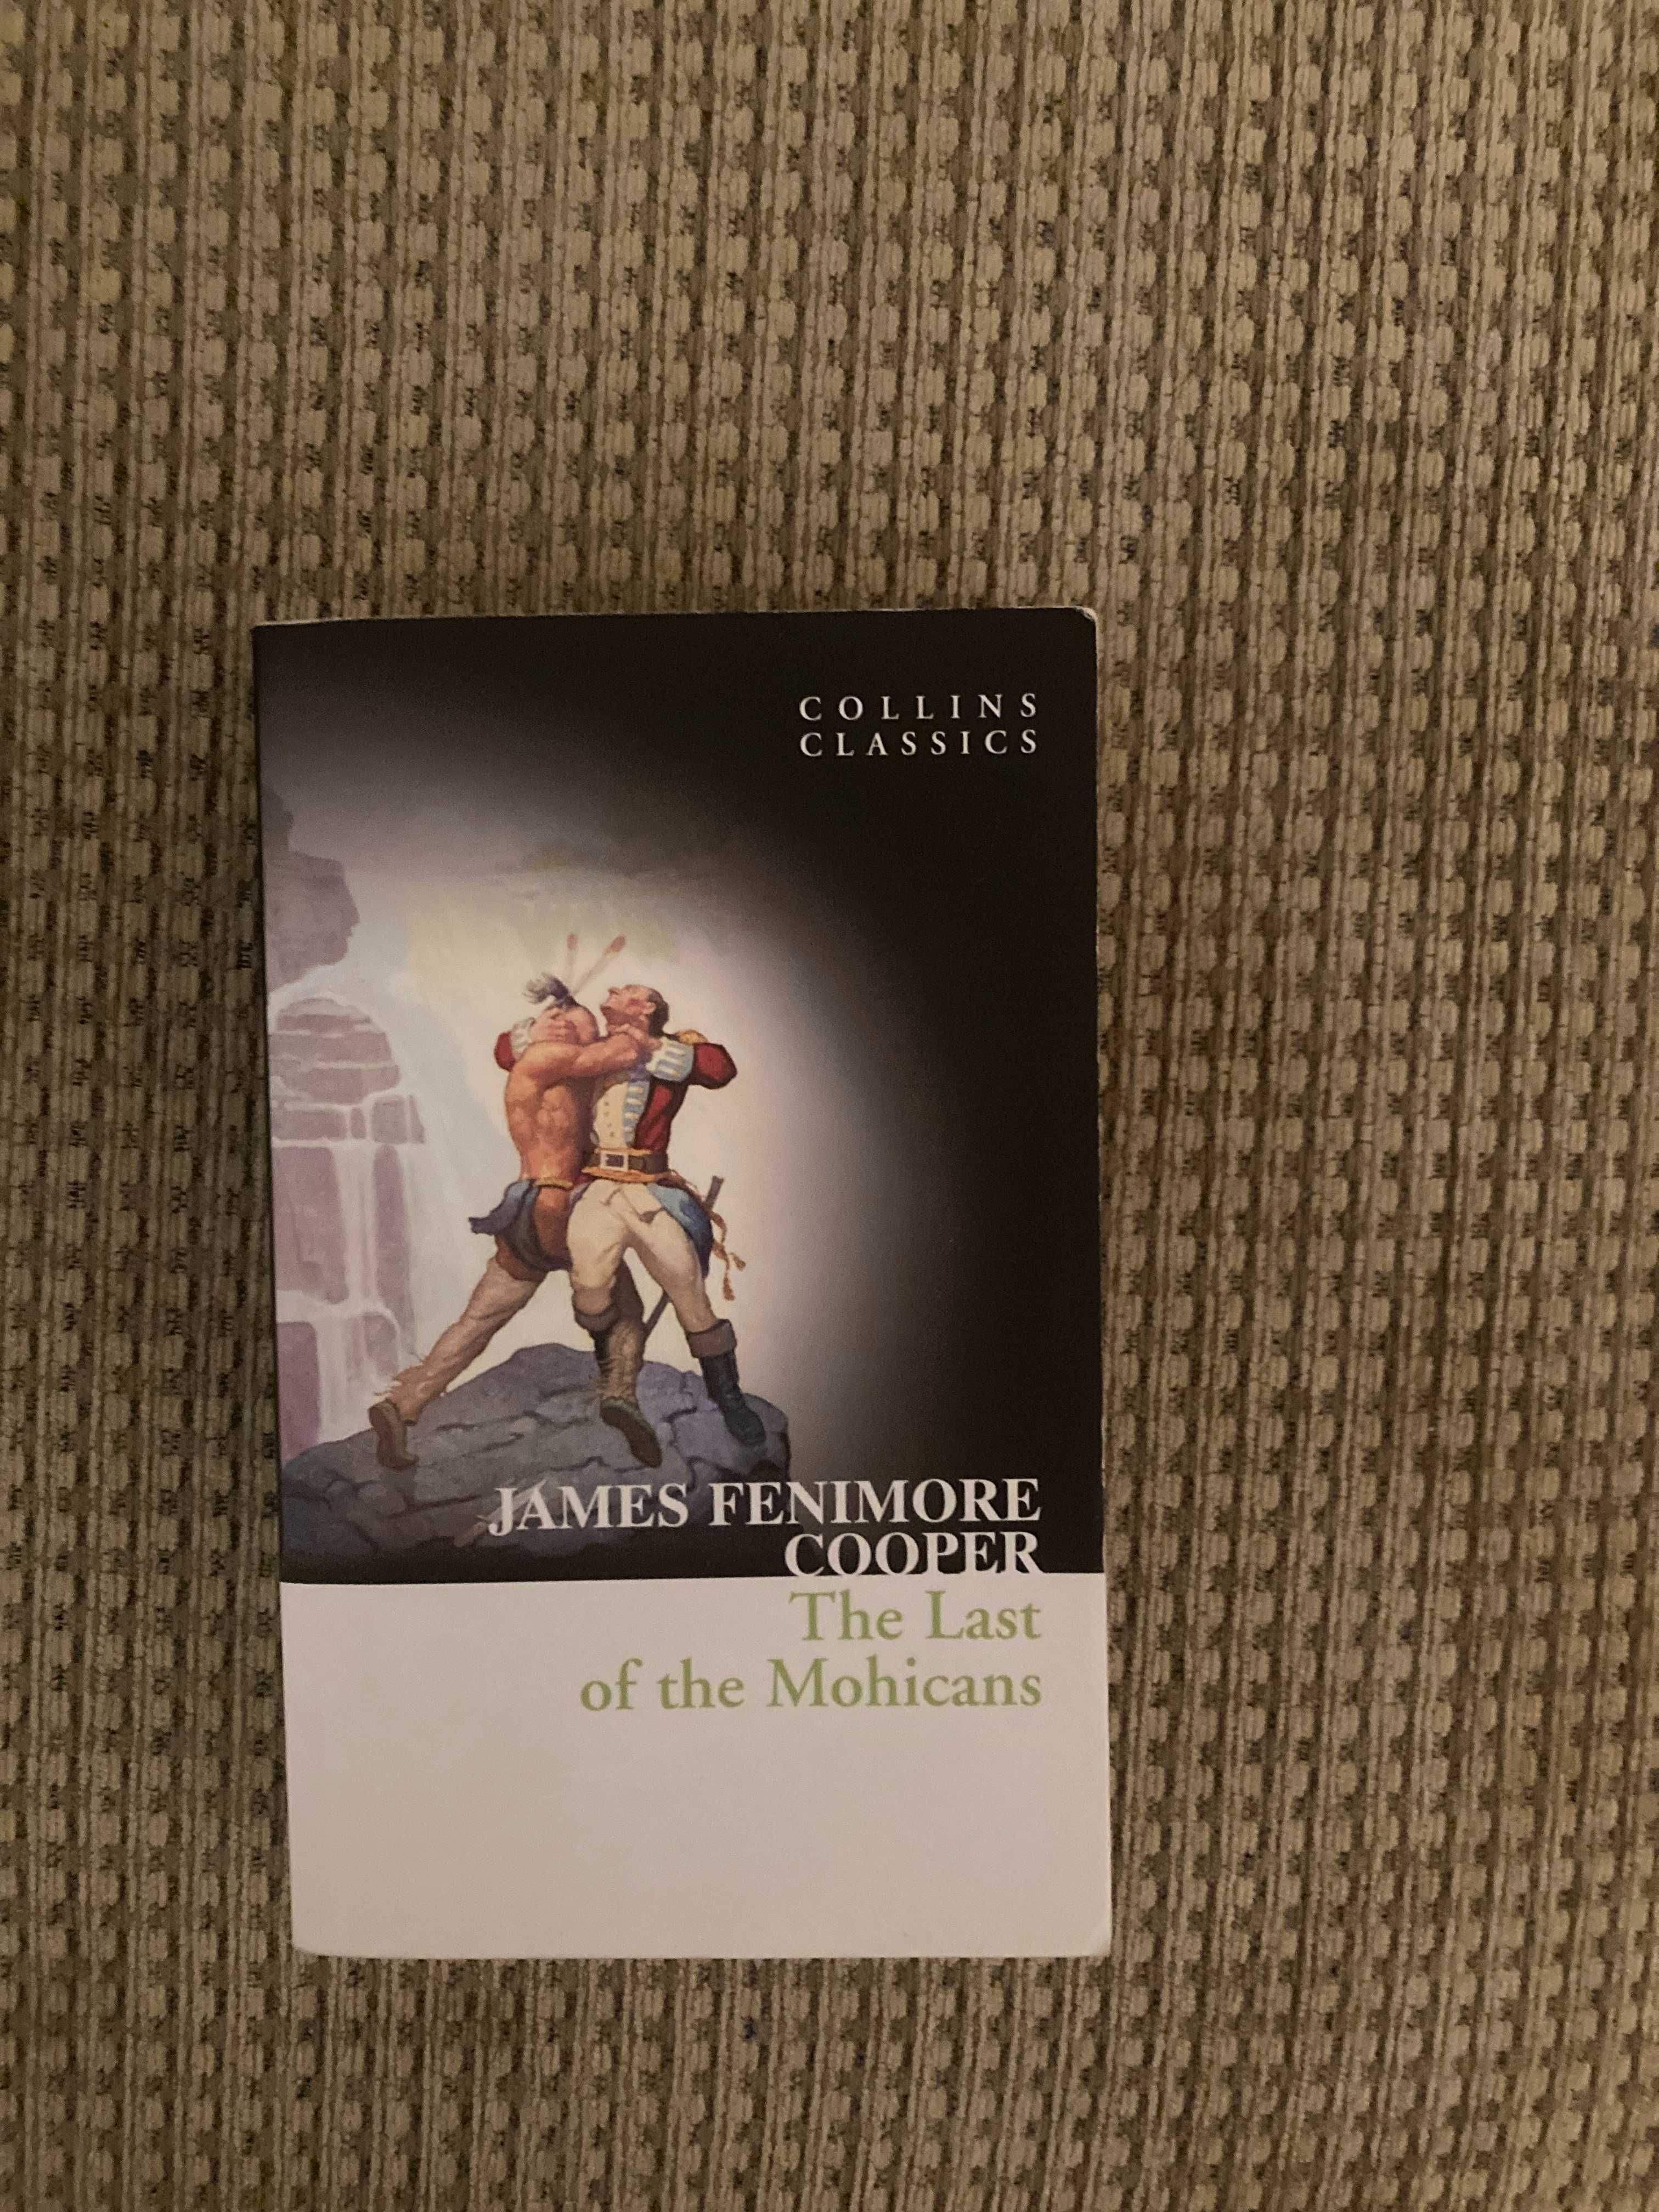 COLLINS
CLASSICS
JAMES FENIMORE
COOPER
The Last
of the Mohicans